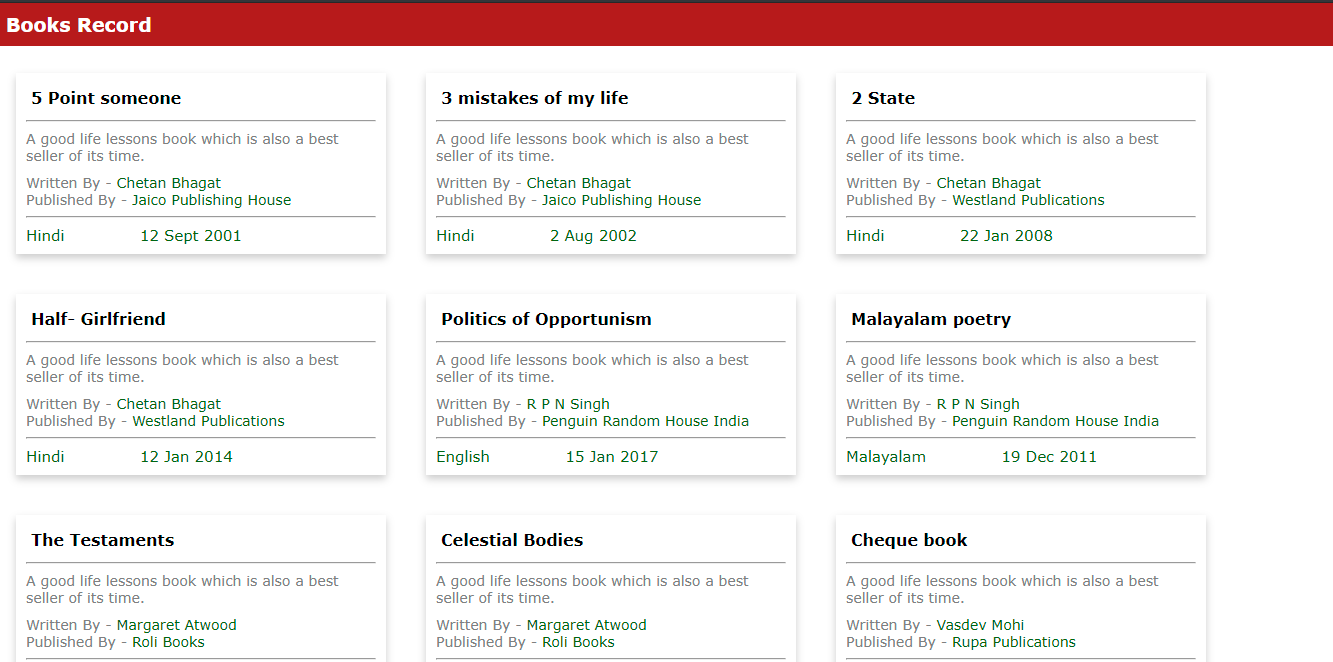 Books Record
5 Point someone
A good life lessons book which is also a best
seller of its time.
Written By - Chetan Bhagat
Published By - Jaico Publishing House
Hindi 12 Sept 2001
3 mistakes of my life
A good life lessons book which is also a best
seller of its time.
Written By - Chetan Bhagat
Published By - Jaico Publishing House
Hindi 2 Aug 2002
2 State
A good life lessons book which is also a best
seller of its time.
Written By - Chetan Bhagat
Published By - Westland Publications
Hindi 22 Jan 2008
Half- Girlfriend
A good life lessons book which is also a best
seller of its time.
Written By - Chetan Bhagat
Published By - Westland Publications
Hindi 12 Jan 2014
Politics of Opportunism
A good life lessons book which is also a best
seller of its time.
Written By - R P N Singh
Published By - Penguin Random House India
English 15 Jan 2017
Malayalam poetry
A good life lessons book which is also a best
seller of its time.
Written By - R P N Singh
Published By - Penguin Random House India
Malayalam 19 Dec 2011
The Testaments
A good life lessons book which is also a best
seller of its time.
Written By - Margaret Atwood
Published By - Roli Books
Celestial Bodies
A good life lessons book which is also a best
seller of its time.
Written By - Margaret Atwood
Published By - Roli Books
Cheque book
A good life lessons book which is also a best
seller of its time.
Written By - Vasdev Mohi
Published By - Rupa Publications